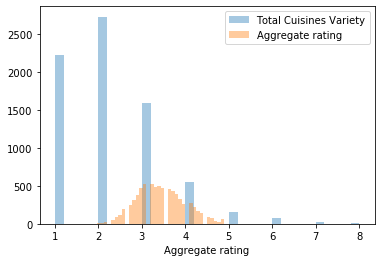 Total Cuisines Variety
Aggregate rating
2500
2000
1500
1000
500
0
1 2 3 4 5 6 7 8
Aggregate rating